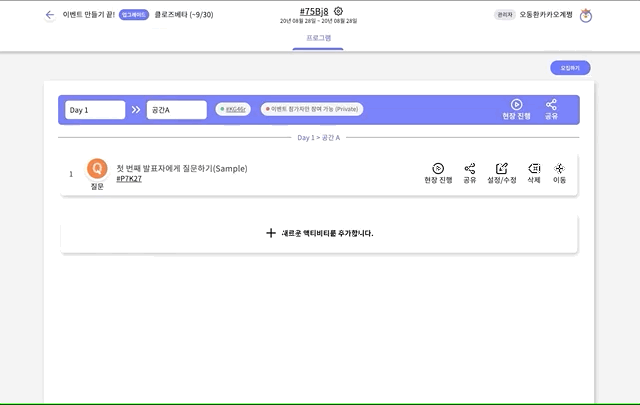 이벤트 만들기 끝! 업그레이드 클로즈베타 (~9/30)
#75Bj8
20년 08월 28일 ~ 20년 08월 28일
관리자 오동환카카오계쩡
프로그램
모집하기
Day 1 공간A #KG46r 이벤트 참가자만 참여 가능 (Private) 현장 진행 공유
Day 1 > 공간 A
1 Q 질문 첫 번째 발표자에게 질문하기(Sample)
#P7K27
현장 진행 공유 설정/수정 삭제 이동
+ 새로운 액티비티를 추가합니다.